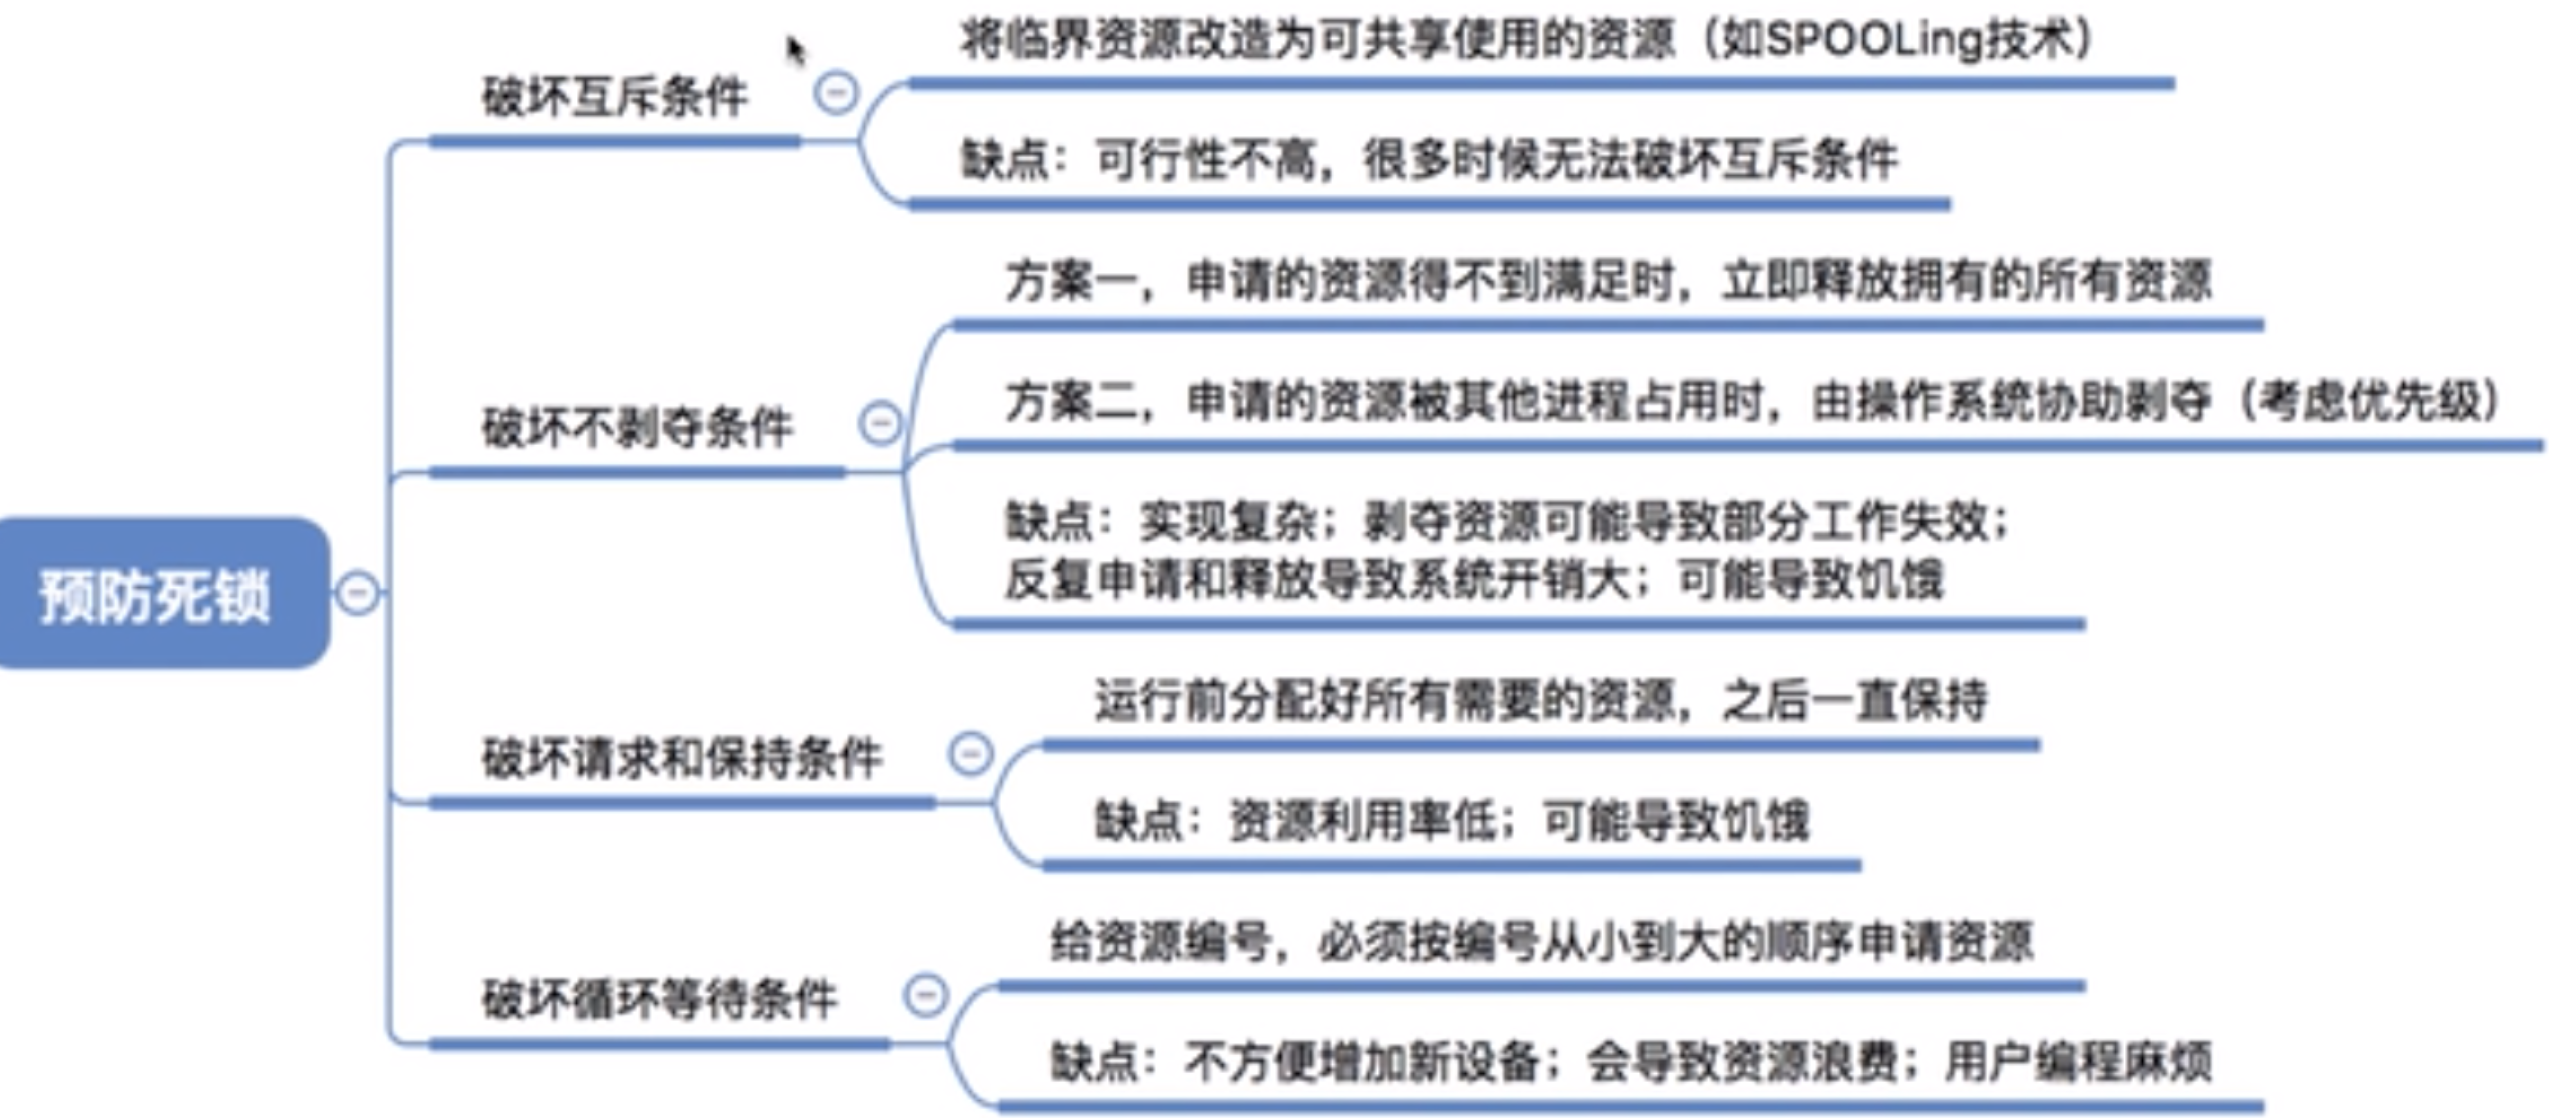 预防死锁
破坏互斥条件
将临界资源改造为可共享使用的资源（如SPOOLing技术）
缺点：可行性不高，很多时候无法破坏互斥条件
破坏不剥夺条件
方案一，申请的资源得不到满足时，立即释放拥有的所有资源
方案二，申请的资源被其他进程占用时，由操作系统协助剥夺（考虑优先级）
缺点：实现复杂；剥夺资源可能导致部分工作失效；
反复申请和释放导致系统开销大；可能导致饥饿
破坏请求和保持条件
运行前分配好所有需要的资源，之后一直保持
缺点：资源利用率低；可能导致饥饿
破坏循环等待条件
给资源编号，必须按编号从小到大的顺序申请资源
缺点：不方便增加新设备；会导致资源浪费；用户编程麻烦